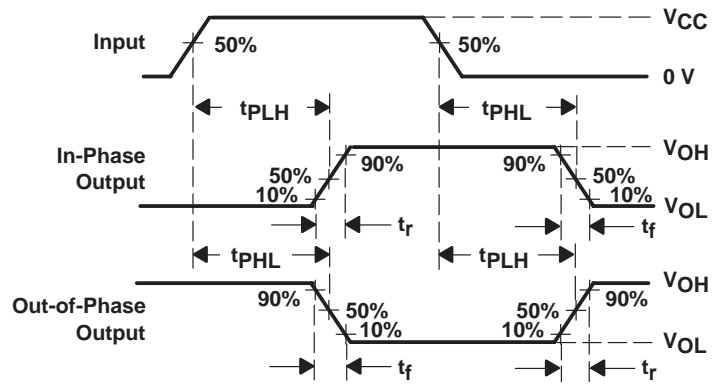 VCC
Input
50%
50%
0 V
tPLH
tPHL
In-Phase
Output
VOH
90%
90%
50%
50%
10%
10%
VOL
tr
tf
tPHL
tPLH
Out-of-Phase
Output
VOH
90%
90%
50%
50%
10%
10%
VOL
tf
tr